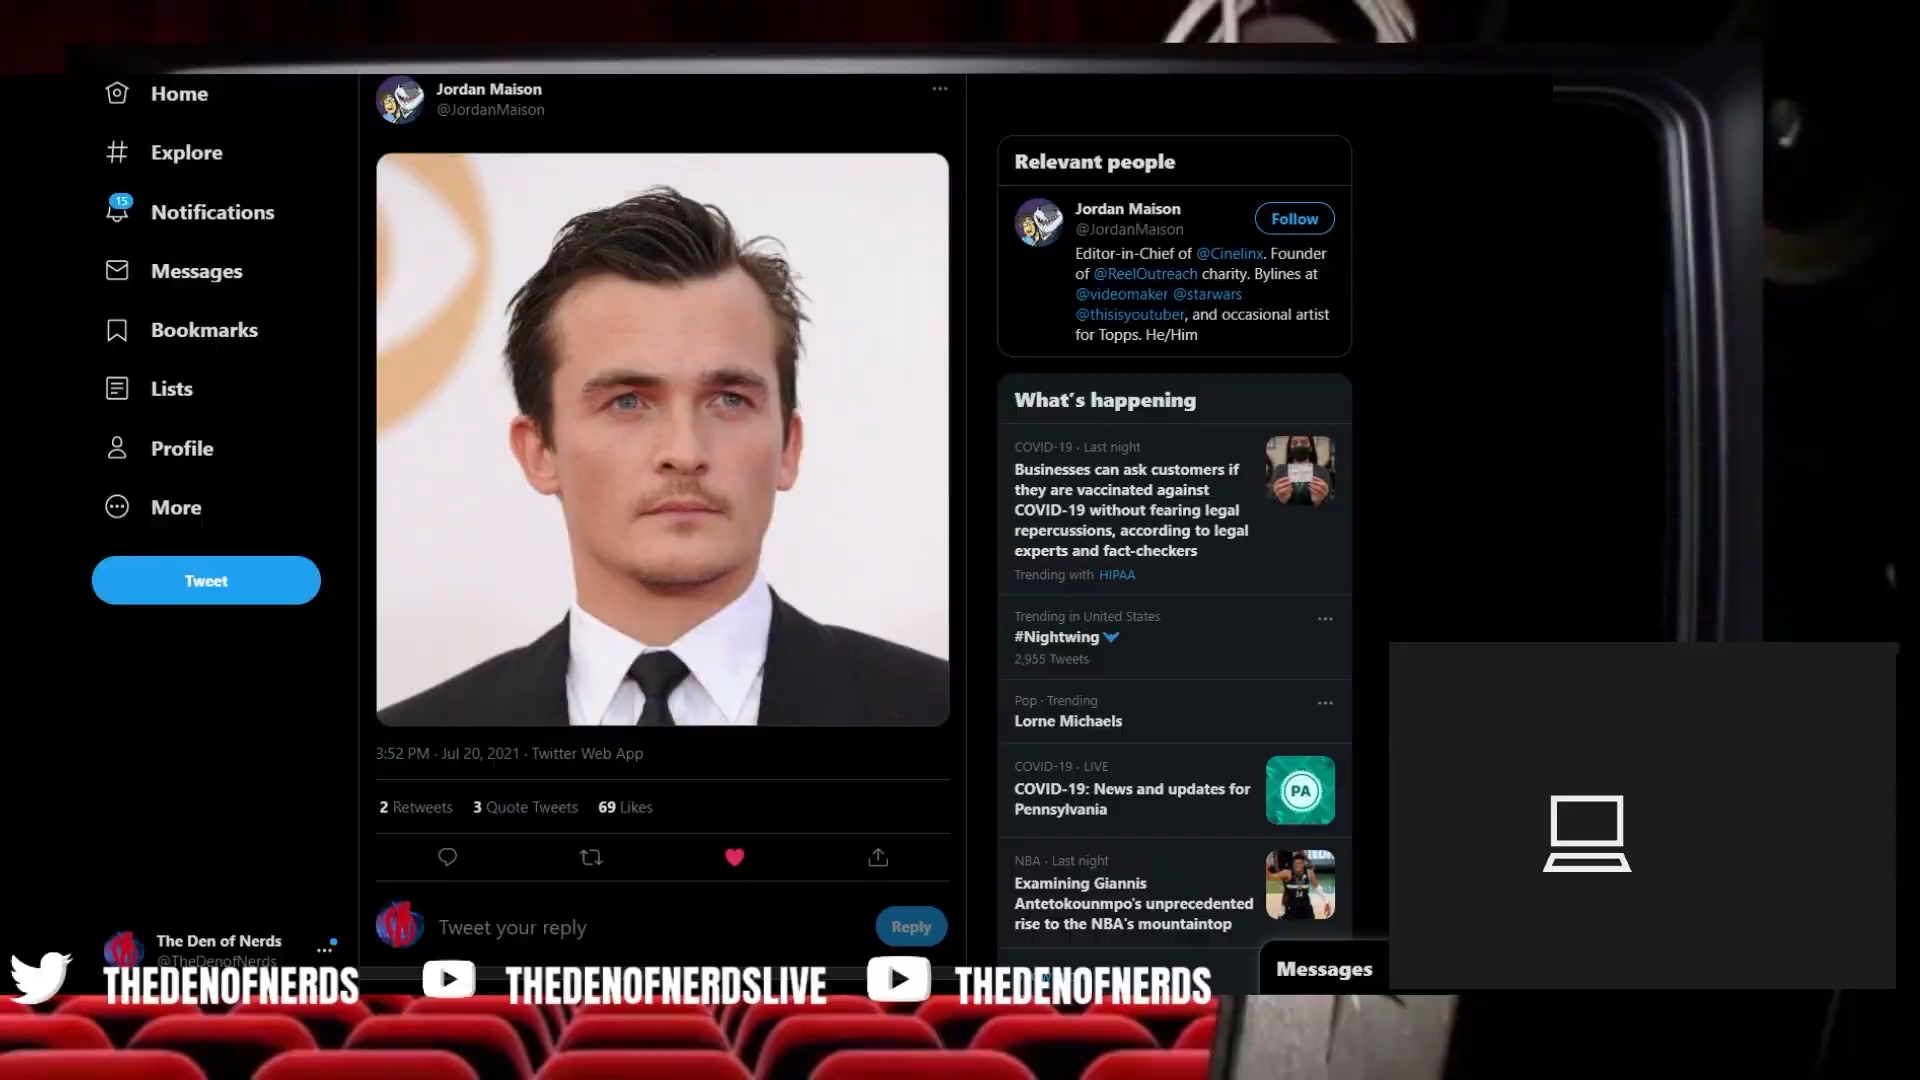 Home
Explore
15
Notifications
Messages
Bookmarks
Lists
Profile
More
Tweet
The Den of Nerds
@TheDenofNerds
Jordan Maison
@JordanMaison
3:52 PM · Jul 20, 2021 · Twitter Web App
2 Retweets 3 Quote Tweets 69 Likes
Tweet your reply
Reply
Relevant people
Jordan Maison
@JordanMaison
Follow
Editor-in-Chief of @Cinelinx. Founder
of @ReelOutreach charity. Bylines at
@videomaker @starwars
@thisisyoutuber, and occasional artist
for Topps. He/Him
What's happening
COVID-19 · Last night
Businesses can ask customers if
they are vaccinated against
COVID-19 without fearing legal
repercussions, according to legal
experts and fact-checkers
Trending with HIPAA
Trending in United States
#Nightwing
2,955 Tweets
Pop · Trending
Lorne Michaels
COVID-19 · LIVE
COVID-19: News and updates for
Pennsylvania
PA
NBA · Last night
Examining Giannis
Antetokounmpo's unprecedented
rise to the NBA's mountaintop
Messages
THEDENOFNERDS THEDENOFNERDSLIVE THEDENOFNERDS